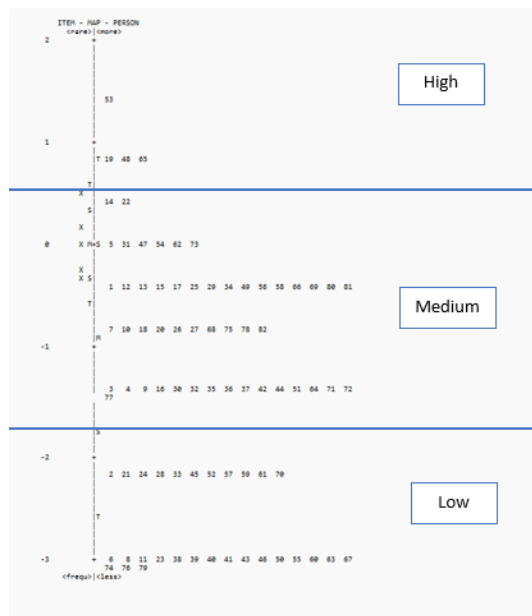 ITEM - MAP - PERSON
<rare>|<more>
2 +
53
High
1 +
T 19 48 65
T
X
14 22
S
X
0 X M+S 5 31 47 54 62 73
X
X S
1 12 13 15 17 25 29 34 49 56 58 66 69 80 81
Medium
T
7 10 18 20 26 27 68 75 78 82
M
-1 +
3 4 9 16 30 32 35 36 37 42 44 51 64 71 72
77
S
-2 +
2 21 24 28 33 45 52 57 59 61 70
Low
T
-3 + 6 8 11 23 38 39 40 41 43 46 50 55 60 63 67
74 76 79
<frequ>|<less>